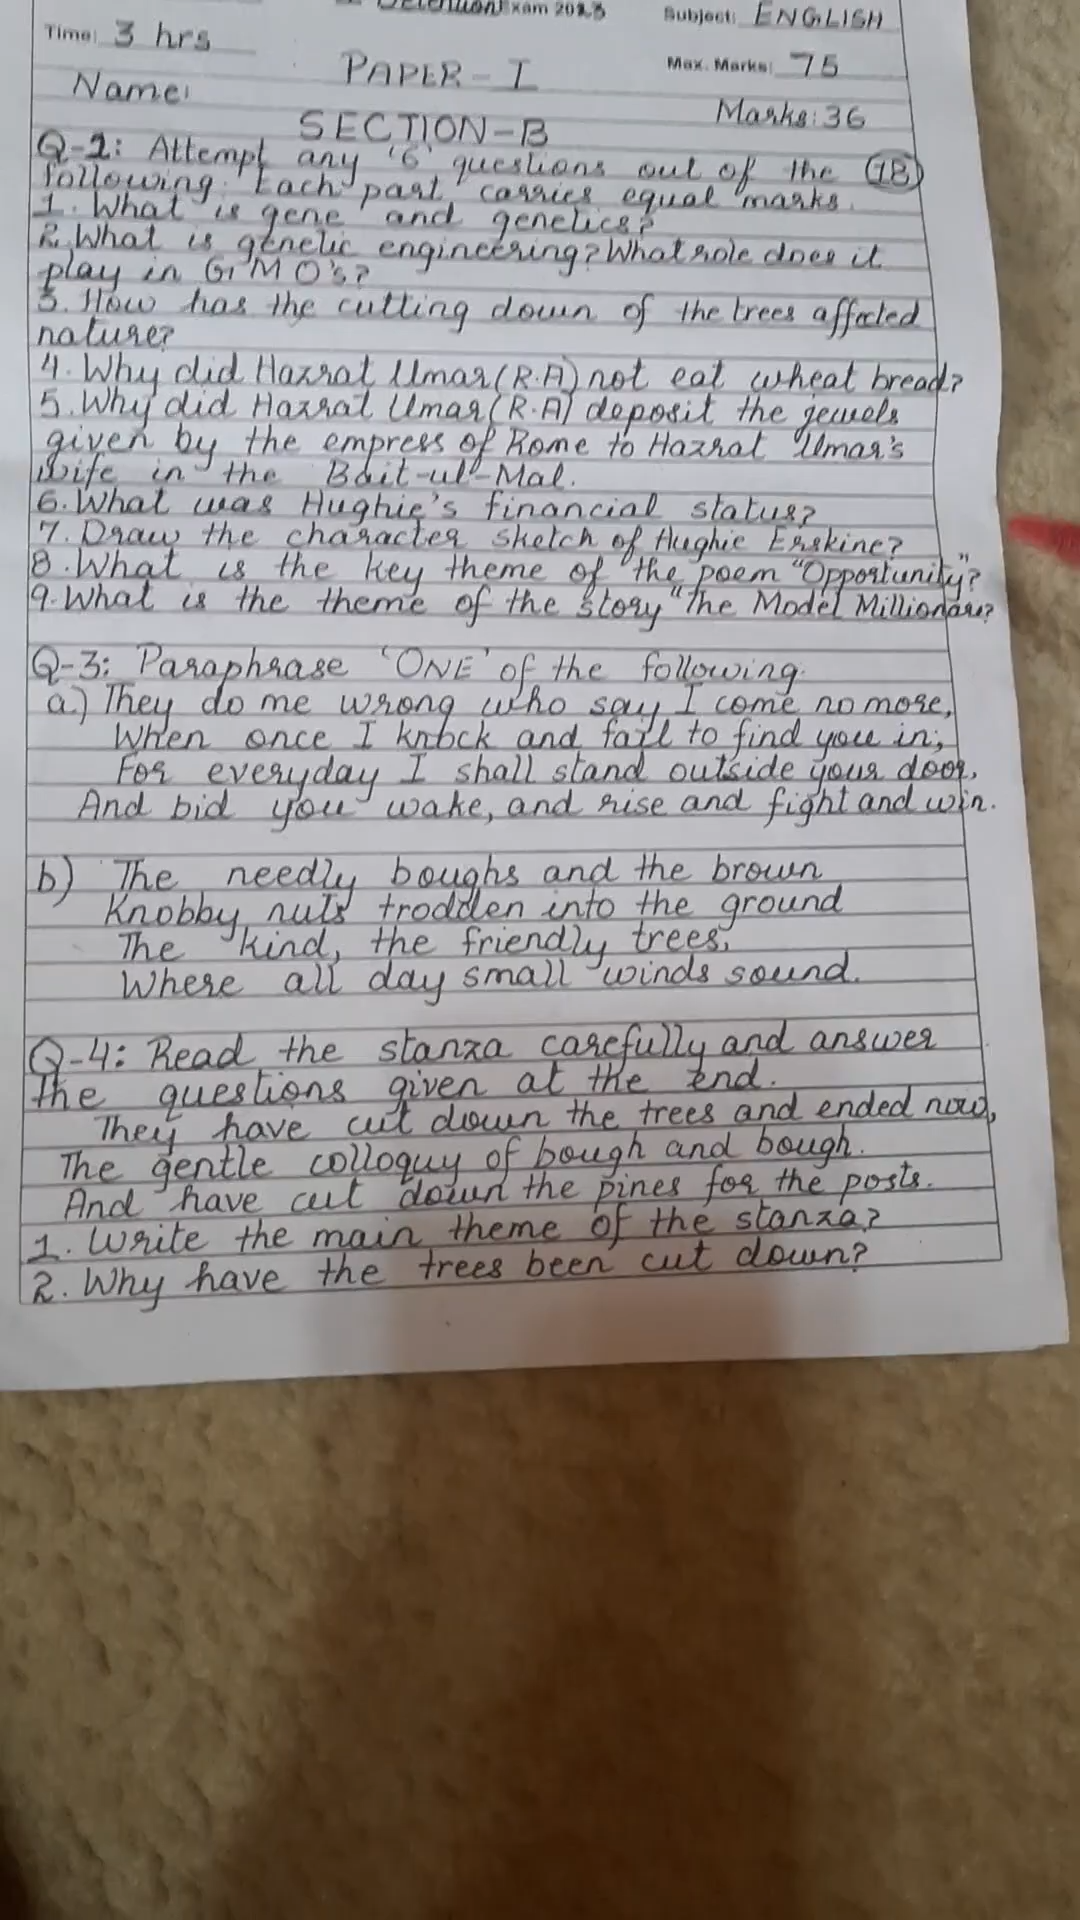 Detention Exam 2023 Subject: ENGLISH
Time: 3 hrs
PAPER-I Max. Marks: 75
Name:
Marks: 36
SECTION-B
Q-2: Attempt any '6' questions out of the (18)
following. Each part carries equal marks.
1. What is gene and genetics?
2. What is genetic engineering? What role does it
play in GMO's?
3. How has the cutting down of the trees affected
nature?
4. Why did Hazrat Umar(R.A) not eat wheat bread?
5. Why did Hazrat Umar(R.A) deposit the jewels
given by the empress of Rome to Hazrat Umar's
wife in the Bait-ul-Mal.
6. What was Hughie's financial status?
7. Draw the character sketch of Hughie Erskine?
8. What is the key theme of the poem "Opportunity"?
9. What is the theme of the story "The Model Millionare?
Q-3: Paraphrase 'ONE' of the following.
a.) They do me wrong who say I come no more,
When once I knock and fail to find you in;
For everyday I shall stand outside your door,
And bid you wake, and rise and fight and win.
b) The needly boughs and the brown
Knobby nuts trodden into the ground
The kind, the friendly trees,
Where all day small winds sound.
Q-4: Read the stanza carefully and answer
the questions given at the end.
They have cut down the trees and ended now,
The gentle colloquy of bough and bough.
And have cut down the pines for the posts.
1. Write the main theme of the stanza?
2. Why have the trees been cut down?